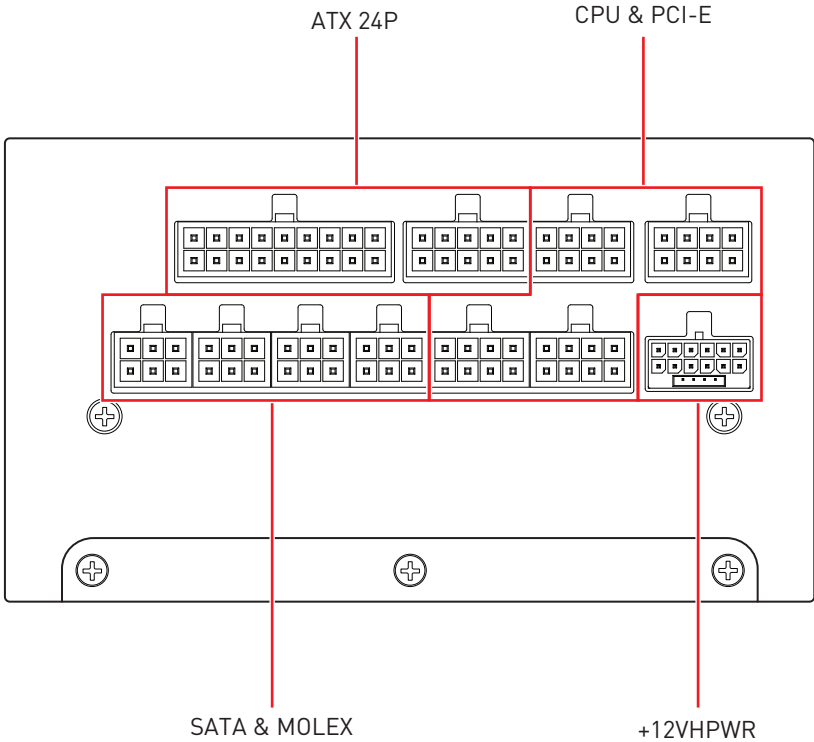 ATX 24P
CPU & PCI-E
SATA & MOLEX
+12VHPWR